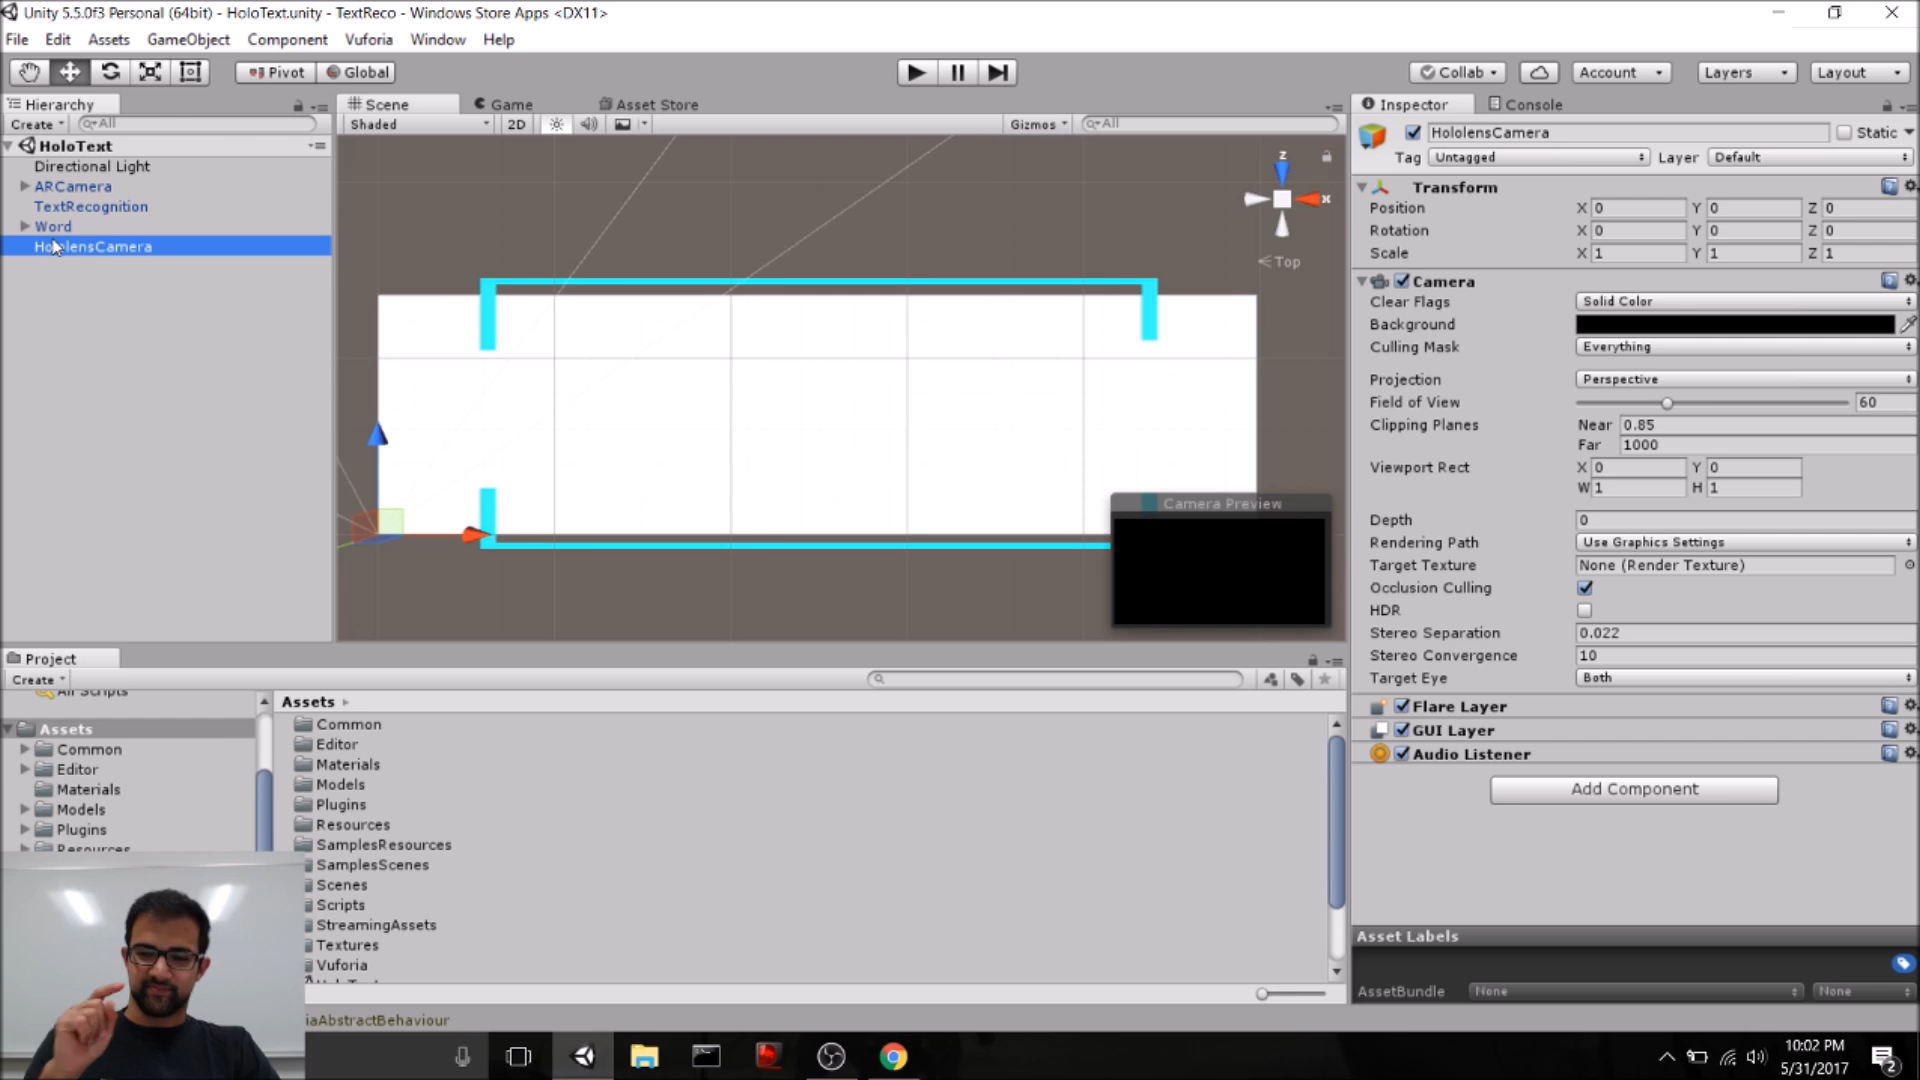 Unity 5.5.0f3 Personal (64bit) - HoloText.unity - TextReco - Windows Store Apps <DX11>
File Edit Assets GameObject Component Vuforia Window Help
Pivot Global Collab Account Layers Layout
Hierarchy
Create All
HoloText
Directional Light
ARCamera
TextRecognition
Word
HololensCamera
Scene Game Asset Store
Shaded 2D Gizmos All
z
x
Top
Camera Preview
Inspector Console
HololensCamera Static
Tag Untagged Layer Default
Transform
Position X 0 Y 0 Z 0
Rotation X 0 Y 0 Z 0
Scale X 1 Y 1 Z 1
Camera
Clear Flags Solid Color
Background
Culling Mask Everything
Projection Perspective
Field of View 60
Clipping Planes Near 0.85
Far 1000
Viewport Rect X 0 Y 0
W 1 H 1
Depth 0
Rendering Path Use Graphics Settings
Target Texture None (Render Texture)
Occlusion Culling
HDR
Stereo Separation 0.022
Stereo Convergence 10
Target Eye Both
Flare Layer
GUI Layer
Audio Listener
Add Component
Asset Labels
AssetBundle None None
Project
Create
All Scripts
Assets
Common
Editor
Materials
Models
Plugins
Resources
Assets
Common
Editor
Materials
Models
Plugins
Resources
SamplesResources
SamplesScenes
Scenes
Scripts
StreamingAssets
Textures
Vuforia
iaAbstractBehaviour
10:02 PM
5/31/2017
2